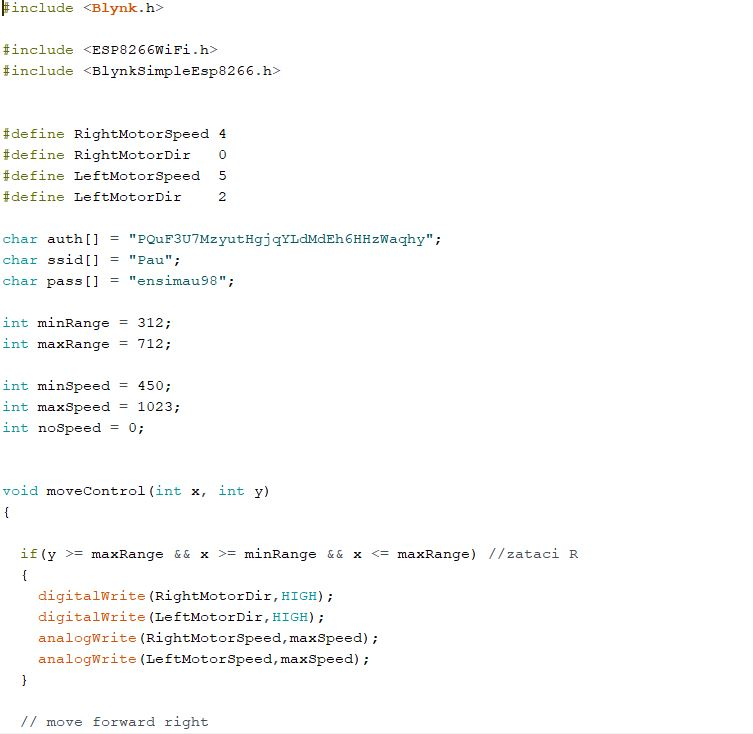 #include <Blynk.h>
#include <ESP8266WiFi.h>
#include <BlynkSimpleEsp8266.h>
#define RightMotorSpeed 4
#define RightMotorDir   0
#define LeftMotorSpeed  5
#define LeftMotorDir    2
char auth[] = "PQuF3U7MzyutHgjqYLdMdEh6HHzWaqhy";
char ssid[] = "Pau";
char pass[] = "ensimau98";
int minRange = 312;
int maxRange = 712;
int minSpeed = 450;
int maxSpeed = 1023;
int noSpeed = 0;
void moveControl(int x, int y)
{
  if(y >= maxRange && x >= minRange && x <= maxRange) //zataci R
  {
    digitalWrite(RightMotorDir,HIGH);
    digitalWrite(LeftMotorDir,HIGH);
    analogWrite(RightMotorSpeed,maxSpeed);
    analogWrite(LeftMotorSpeed,maxSpeed);
  }
  // move forward right